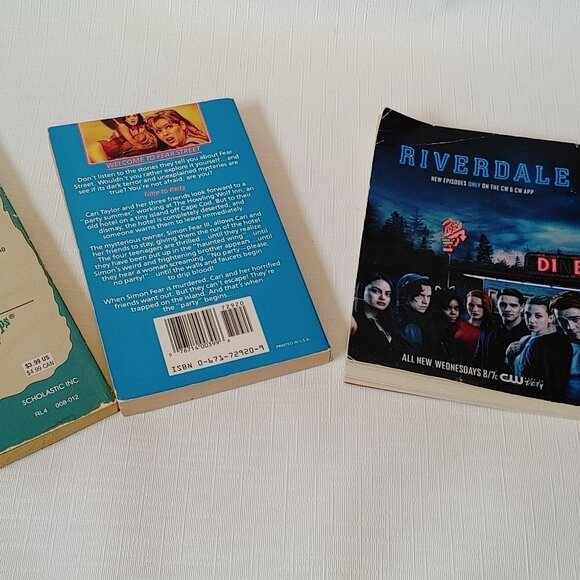 ps®
$3.99 US
$4.99 CAN
SCHOLASTIC INC.
RL4 008-012
WELCOME TO FEAR STREET
Don't listen to the stories they tell you about Fear
Street. Wouldn't you rather explore it yourself... and
see if its dark terror and unexplained mysteries are
true? You're not afraid, are you?
Time to Party
Cari Taylor and her three friends look forward to a
"party summer," working at The Howling Wolf Inn, an
old hotel on a tiny island off Cape Cod. But to their
dismay, the hotel is completely deserted, and
someone warns them to leave immediately.
The mysterious owner, Simon Fear III, allows Cari and
her friends to stay, giving them the run of the hotel.
The four teenagers are thrilled... until they discover
they have been put up in the "haunted wing"... until
Simon's weird and frightening brother appears... until
they hear a woman screaming, "No party—please,
no party"... until the walls and faucets begin
to drip blood!
When Simon Fear is murdered, Cari and her horrified
friends want out. But they can't escape! They're
trapped on the island. And that's when
the "party" begins....
72920
ISBN 0-671-72920-9
PRINTED IN U.S.A.
RIVERDALE
NEW EPISODES ONLY ON THE CW & CW APP
DINE
ALL NEW WEDNESDAYS 8/7c CW